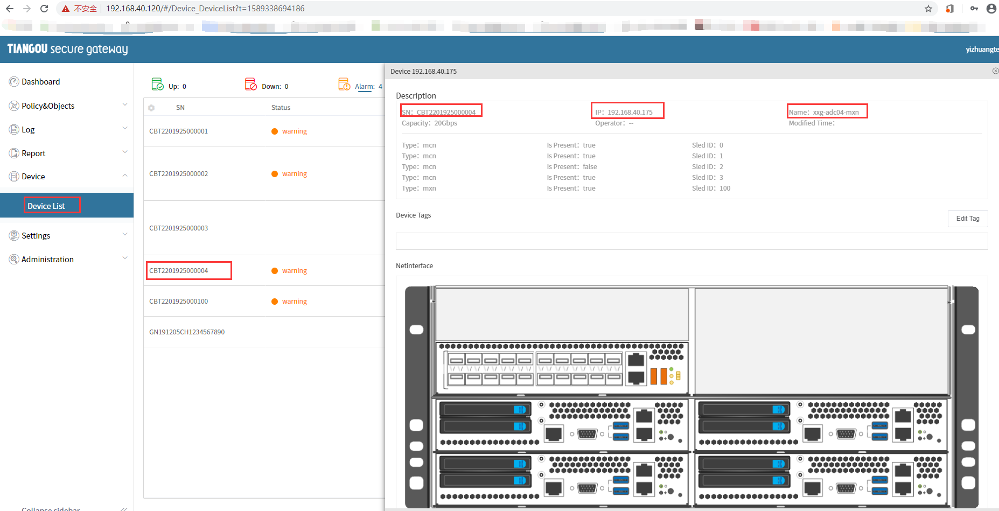 不安全 192.168.40.120/#/Device_DeviceList?t=1589338694186
TIANGOU secure gateway
yizhuangte
Dashboard
Policy&Objects
Log
Report
Device
Device List
Settings
Administration
Collapse sidebar
Up: 0 Down: 0 Alarm: 4
SN Status
CBT2201925000001 warning
CBT2201925000002 warning
CBT2201925000003
CBT2201925000004 warning
CBT2201925000100 warning
GN191205CH1234567890
Device 192.168.40.175
Description
SN: CBT2201925000004 IP: 192.168.40.175 Name: xxg-adc04-mxn
Capacity: 20Gbps Operator: -- Modified Time:
Type: mcn Is Present: true Sled ID: 0
Type: mcn Is Present: true Sled ID: 1
Type: mcn Is Present: false Sled ID: 2
Type: mcn Is Present: true Sled ID: 3
Type: mxn Is Present: true Sled ID: 100
Device Tags
Edit Tag
Netinterface